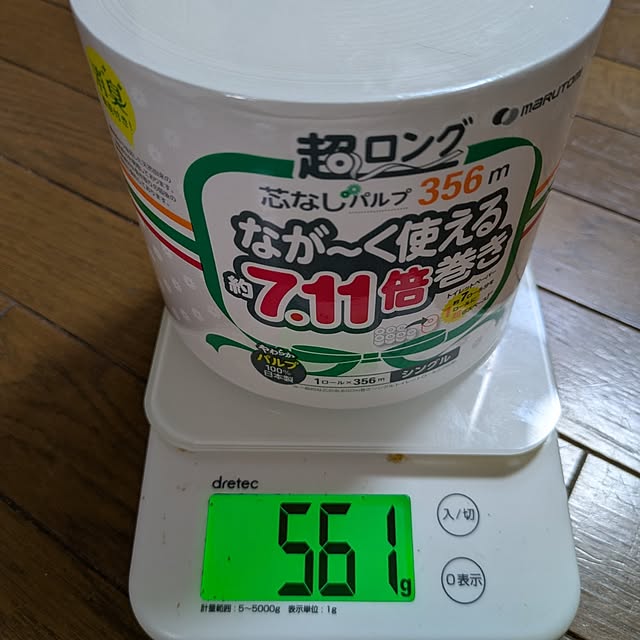 marutomi
超ロング
芯なしパルプ 356m
なが～く使える
約7.11倍巻き
やわらか
パルプ
100%
日本製
1ロール×356m シングル
dretec
561g
入/切
0表示
計量範囲：5～5000g 表示単位：1g